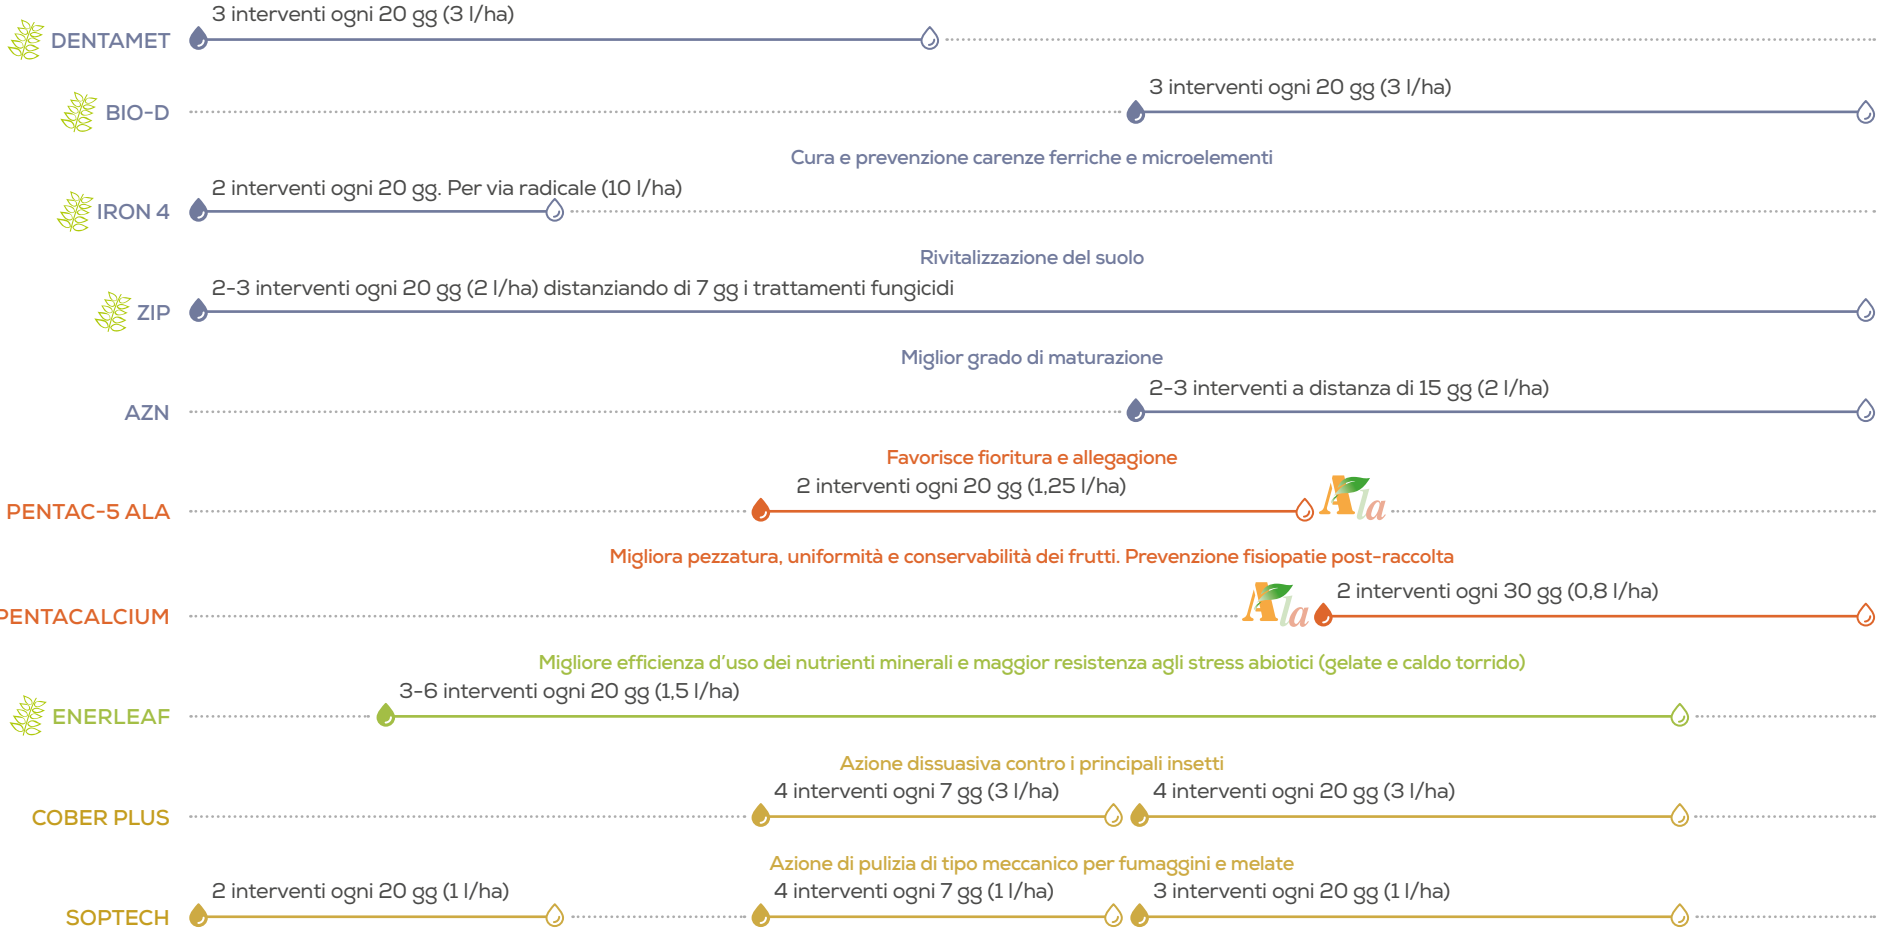 3 interventi ogni 20 gg (3 l/ha)
DENTAMET
3 interventi ogni 20 gg (3 l/ha)
BIO-D
Cura e prevenzione carenze ferriche e microelementi
2 interventi ogni 20 gg. Per via radicale (10 l/ha)
IRON 4
Rivitalizzazione del suolo
2-3 interventi ogni 20 gg (2 l/ha) distanziando di 7 gg i trattamenti fungicidi
ZIP
Miglior grado di maturazione
2-3 interventi a distanza di 15 gg (2 l/ha)
AZN
Favorisce fioritura e allegagione
2 interventi ogni 20 gg (1,25 l/ha)
PENTAC-5 ALA
Ala
Migliora pezzatura, uniformità e conservabilità dei frutti. Prevenzione fisiopatie post-raccolta
2 interventi ogni 30 gg (0,8 l/ha)
PENTACALCIUM
Ala
Migliore efficienza d'uso dei nutrienti minerali e maggior resistenza agli stress abiotici (gelate e caldo torrido)
3-6 interventi ogni 20 gg (1,5 l/ha)
ENERLEAF
Azione dissuasiva contro i principali insetti
4 interventi ogni 7 gg (3 l/ha) 4 interventi ogni 20 gg (3 l/ha)
COBER PLUS
Azione di pulizia di tipo meccanico per fumaggini e melate
2 interventi ogni 20 gg (1 l/ha) 4 interventi ogni 7 gg (1 l/ha) 3 interventi ogni 20 gg (1 l/ha)
SOPTECH